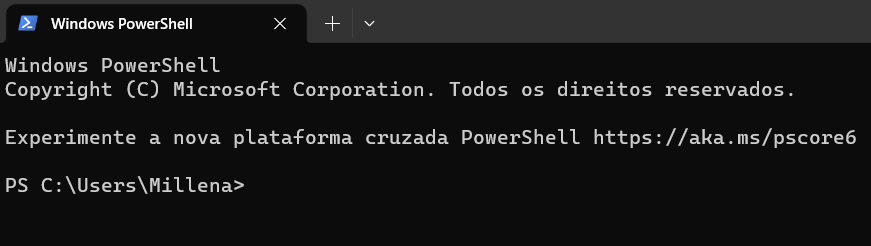 Windows PowerShell
Windows PowerShell
Copyright (C) Microsoft Corporation. Todos os direitos reservados.
Experimente a nova plataforma cruzada PowerShell https://aka.ms/pscore6
PS C:\Users\Millena>